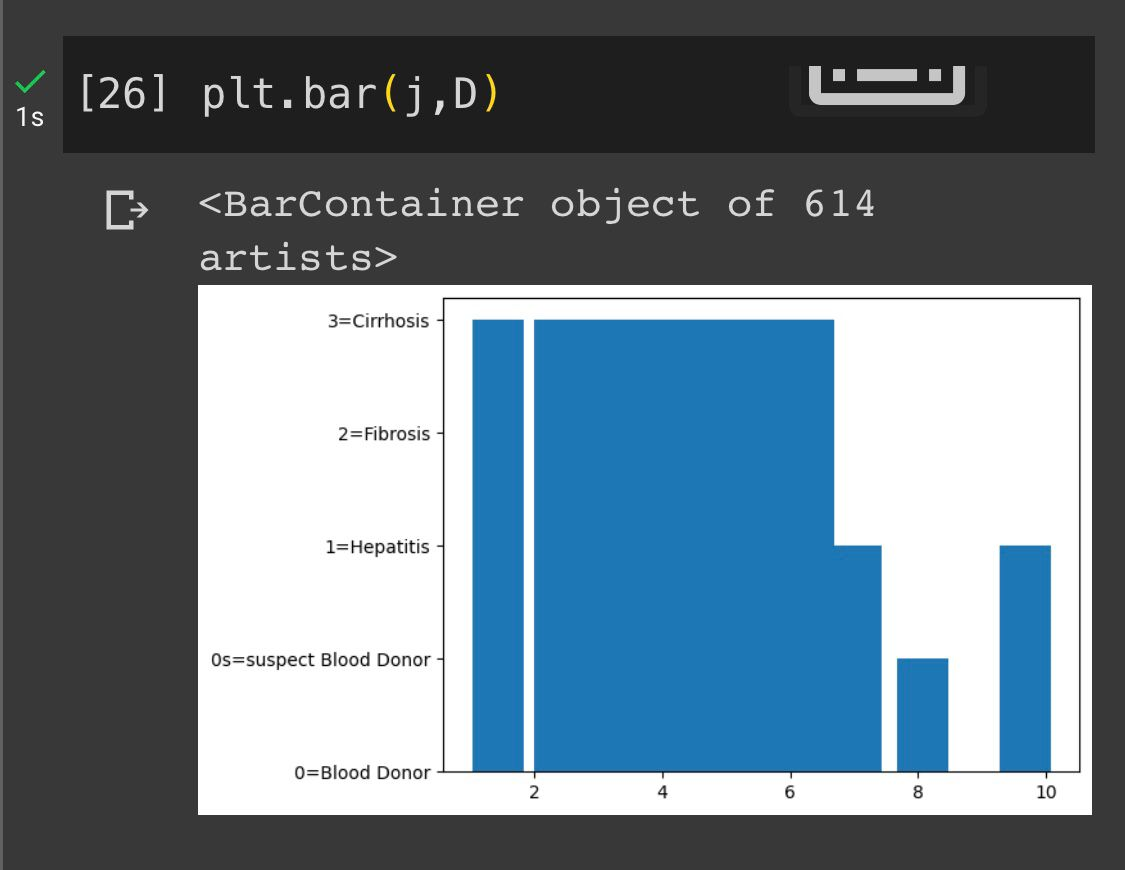 [26] plt.bar(j,D)
1s
<BarContainer object of 614
artists>
3=Cirrhosis
2=Fibrosis
1=Hepatitis
0s=suspect Blood Donor
0=Blood Donor
2 4 6 8 10